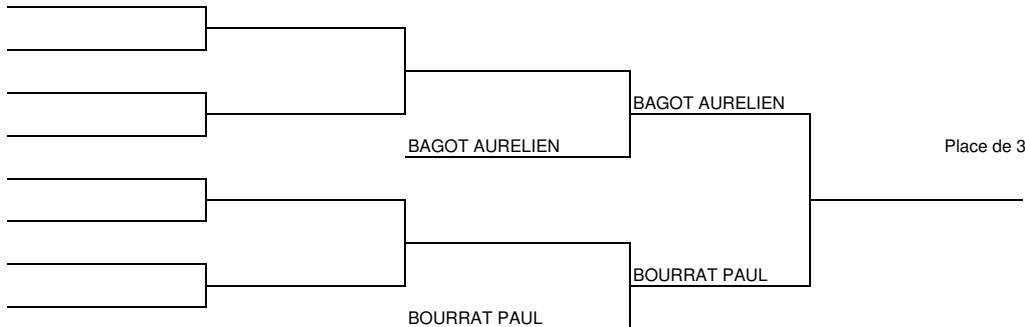 BAGOT AURELIEN
BAGOT AURELIEN
Place de 3
BOURRAT PAUL
BOURRAT PAUL